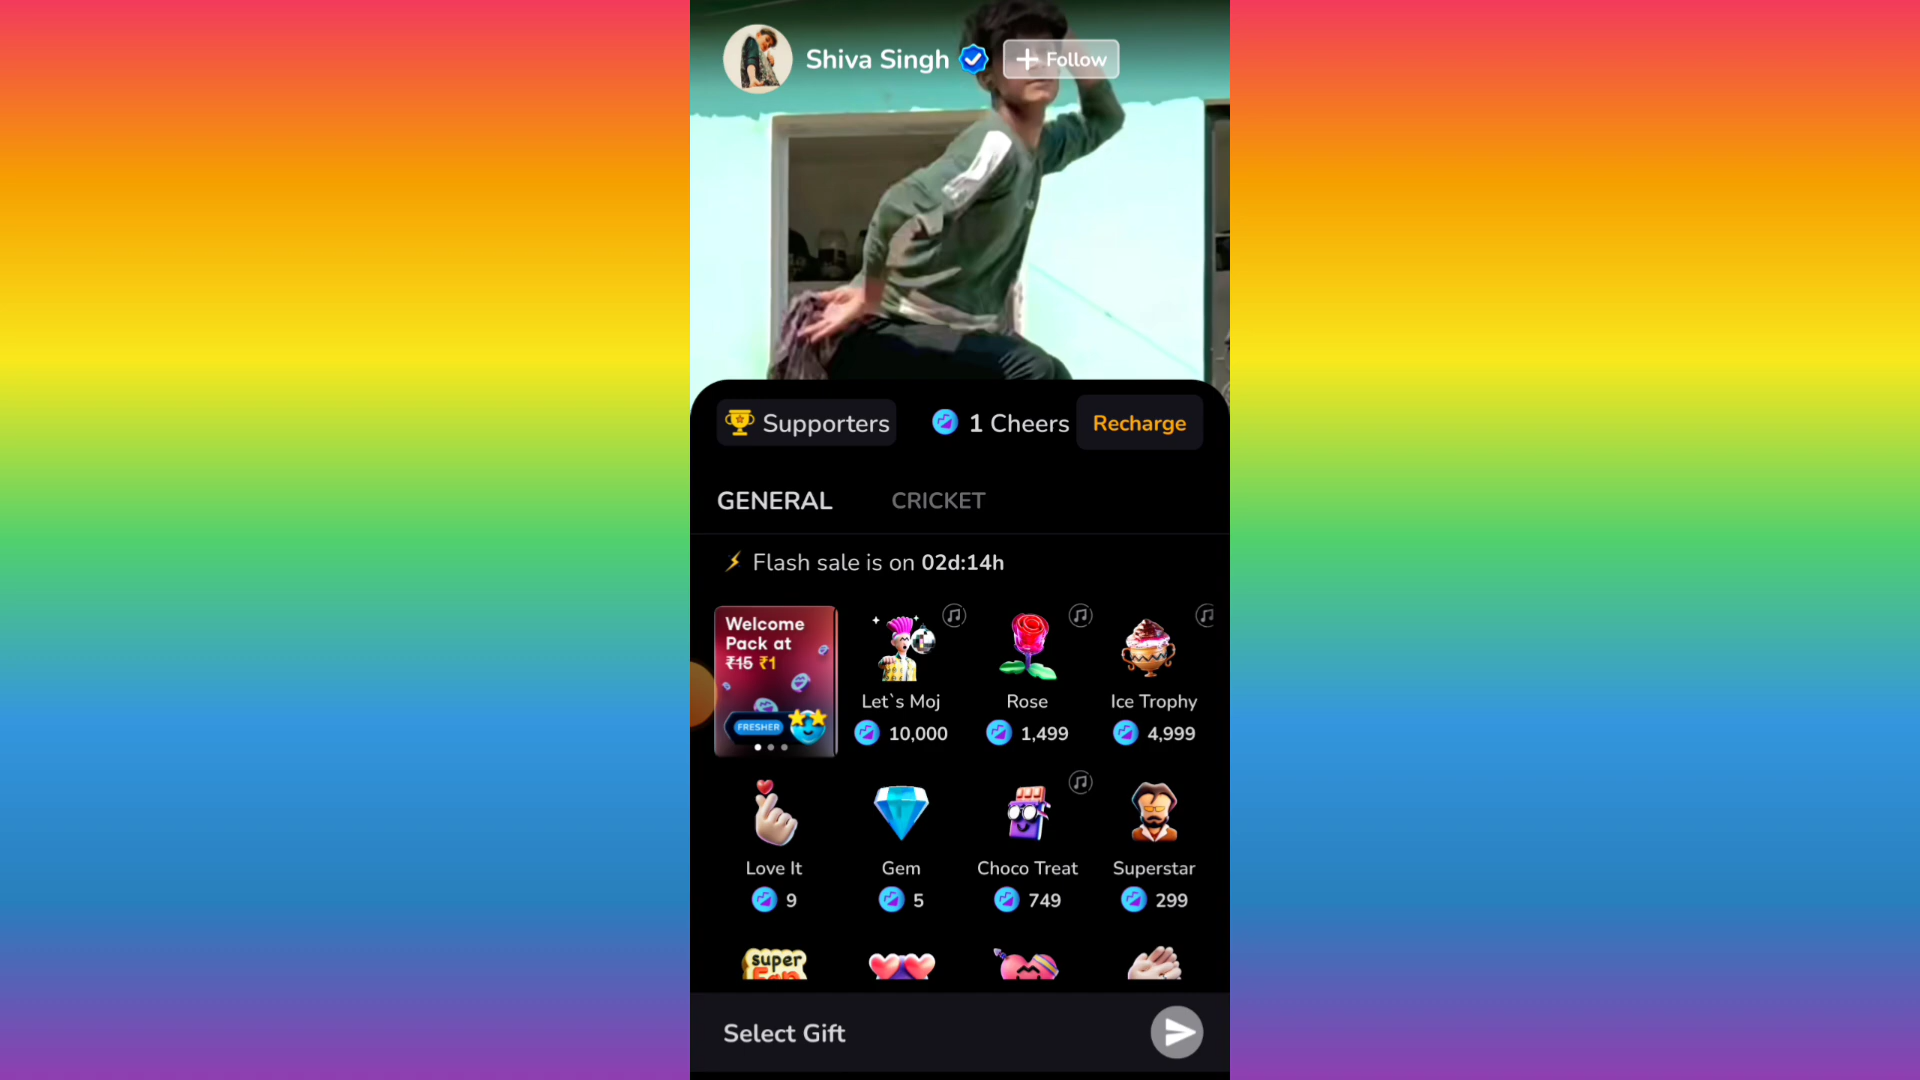 Shiva Singh
+ Follow
Supporters
1 Cheers
Recharge
GENERAL
CRICKET
Flash sale is on 02d:14h
Welcome
Pack at
₹15 ₹1
FRESHER
Let`s Moj
10,000
Rose
1,499
Ice Trophy
4,999
Love It
9
Gem
5
Choco Treat
749
Superstar
299
super
Fan
Select Gift